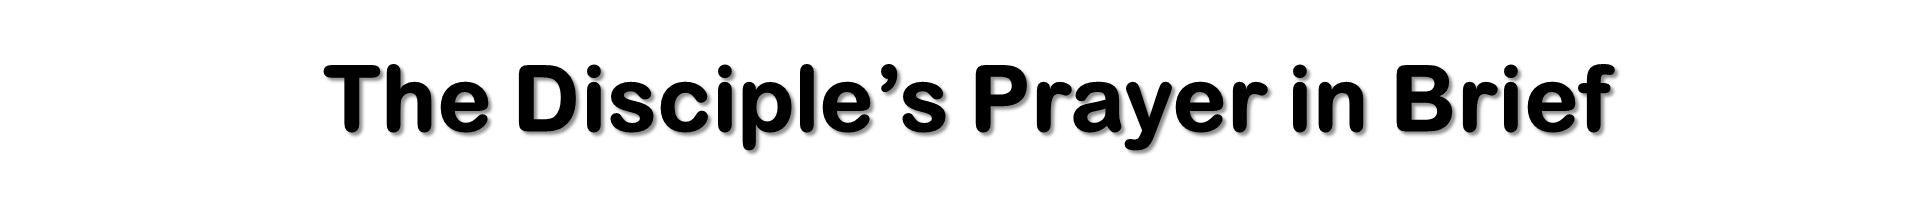 The Disciple’s Prayer in Brief